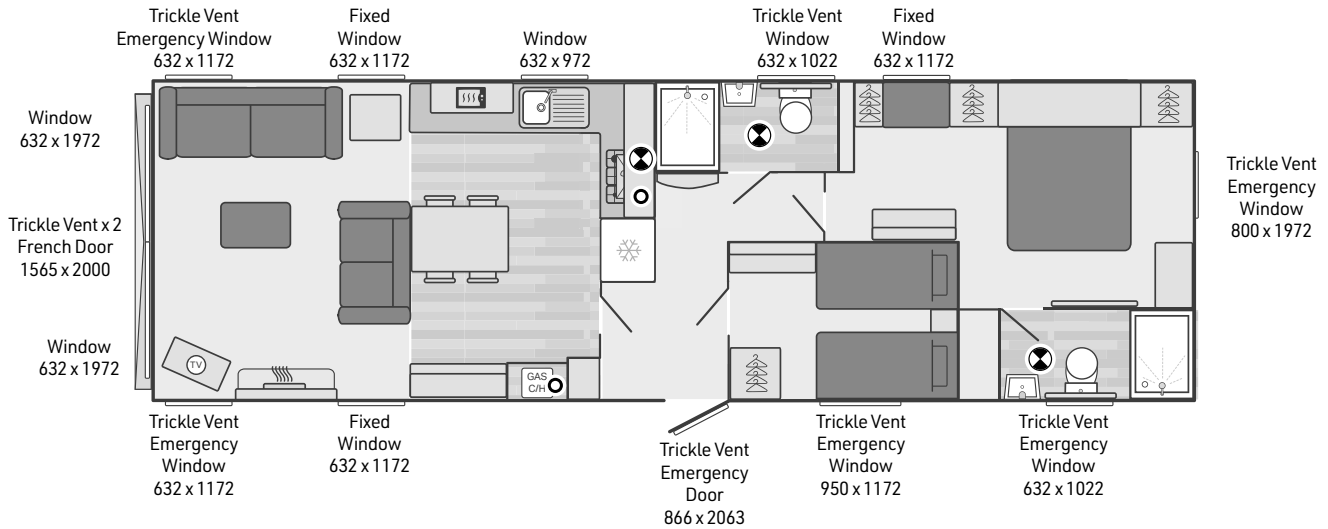 Trickle Vent
Emergency Window
632 x 1172
Fixed
Window
632 x 1172
Window
632 x 972
Trickle Vent
Window
632 x 1022
Fixed
Window
632 x 1172
Window
632 x 1972
Trickle Vent x 2
French Door
1565 x 2000
Window
632 x 1972
Trickle Vent
Emergency
Window
800 x 1972
TV
GAS
C/H
Trickle Vent
Emergency
Window
632 x 1172
Fixed
Window
632 x 1172
Trickle Vent
Emergency
Door
866 x 2063
Trickle Vent
Emergency
Window
950 x 1172
Trickle Vent
Emergency
Window
632 x 1022